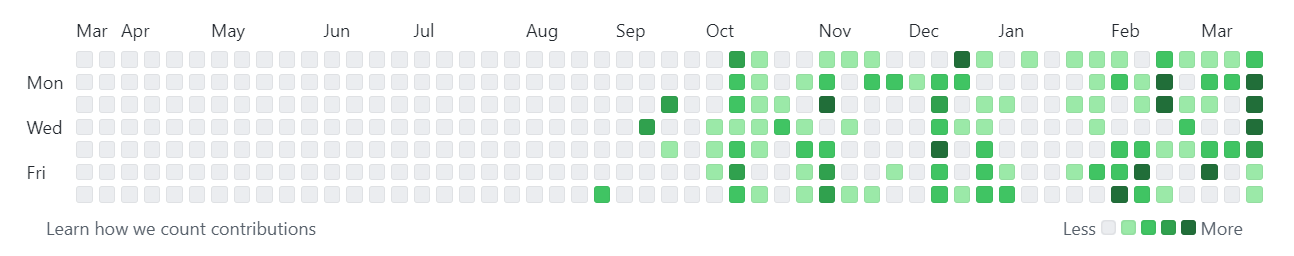 Mar Apr May Jun Jul Aug Sep Oct Nov Dec Jan Feb Mar
Mon
Wed
Fri
Learn how we count contributions Less More